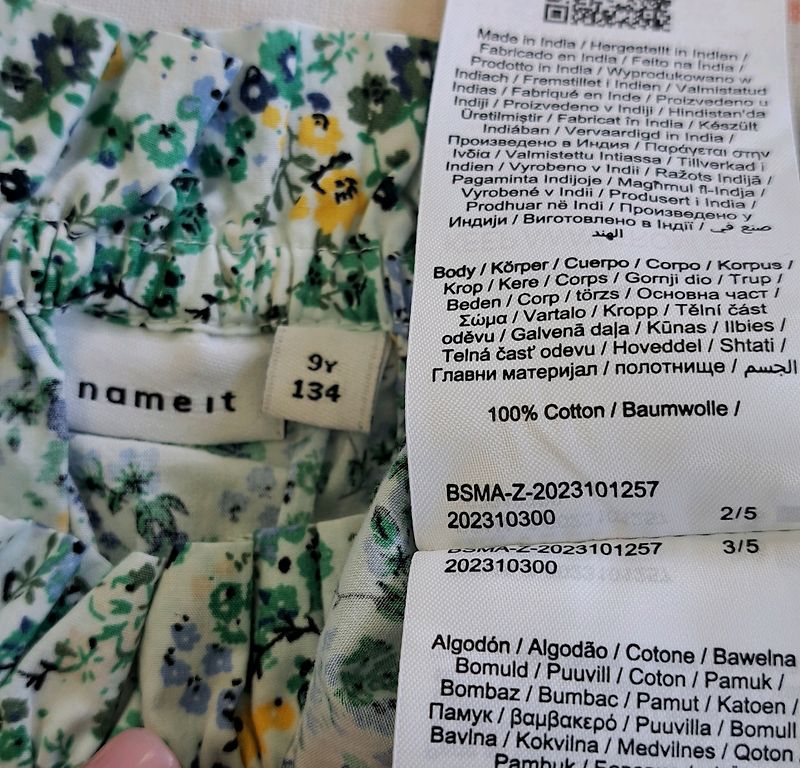 name it
9Y
134
Made in India / Hergestellt in Indien /
Fabricado en India / Feito na Índia /
Prodotto in India / Wyprodukowano w
Indiach / Fremstillet i Indien / Valmistatud
Indias / Fabriqué en Inde / Proizvedeno u
Indiji / Proizvedeno v Indiji / Hindistan'da
Üretilmiştir / Fabricat în India / Készült
Indiában / Vervaardigd in India /
Произведено в Индия / Παράγεται στην
Ινδία / Valmistettu Intiassa / Tillverkad i
Indien / Vyrobeno v Indii / Ražots Indijā /
Pagaminta Indijoje / Magħmul fl-Indja /
Vyrobené v Indii / Produsert i India /
Prodhuar në Indi / Произведено у
Индији / Виготовлено в Індії / صنع في
الهند
Body / Körper / Cuerpo / Corpo / Korpus /
Krop / Kere / Corps / Gornji dio / Trup /
Beden / Corp / törzs / Основна част /
Σώμα / Vartalo / Kropp / Tělní část
oděvu / Galvenā daļa / Kūnas / Ilbies /
Telná časť odevu / Hoveddel / Shtati /
Главни материјал / полотнище / الجسم
100% Cotton / Baumwolle /
BSMA-Z-2023101257
202310300
2/5
BSMA-Z-2023101257
3/5
202310300
Algodón / Algodão / Cotone / Bawełna
Bomuld / Puuvill / Coton / Pamuk /
Bombaž / Bumbac / Pamut / Katoen /
Памук / βαμβακερό / Puuvilla / Bomull
Bavlna / Kokvilna / Medvilnes / Qoton
Pambuk /